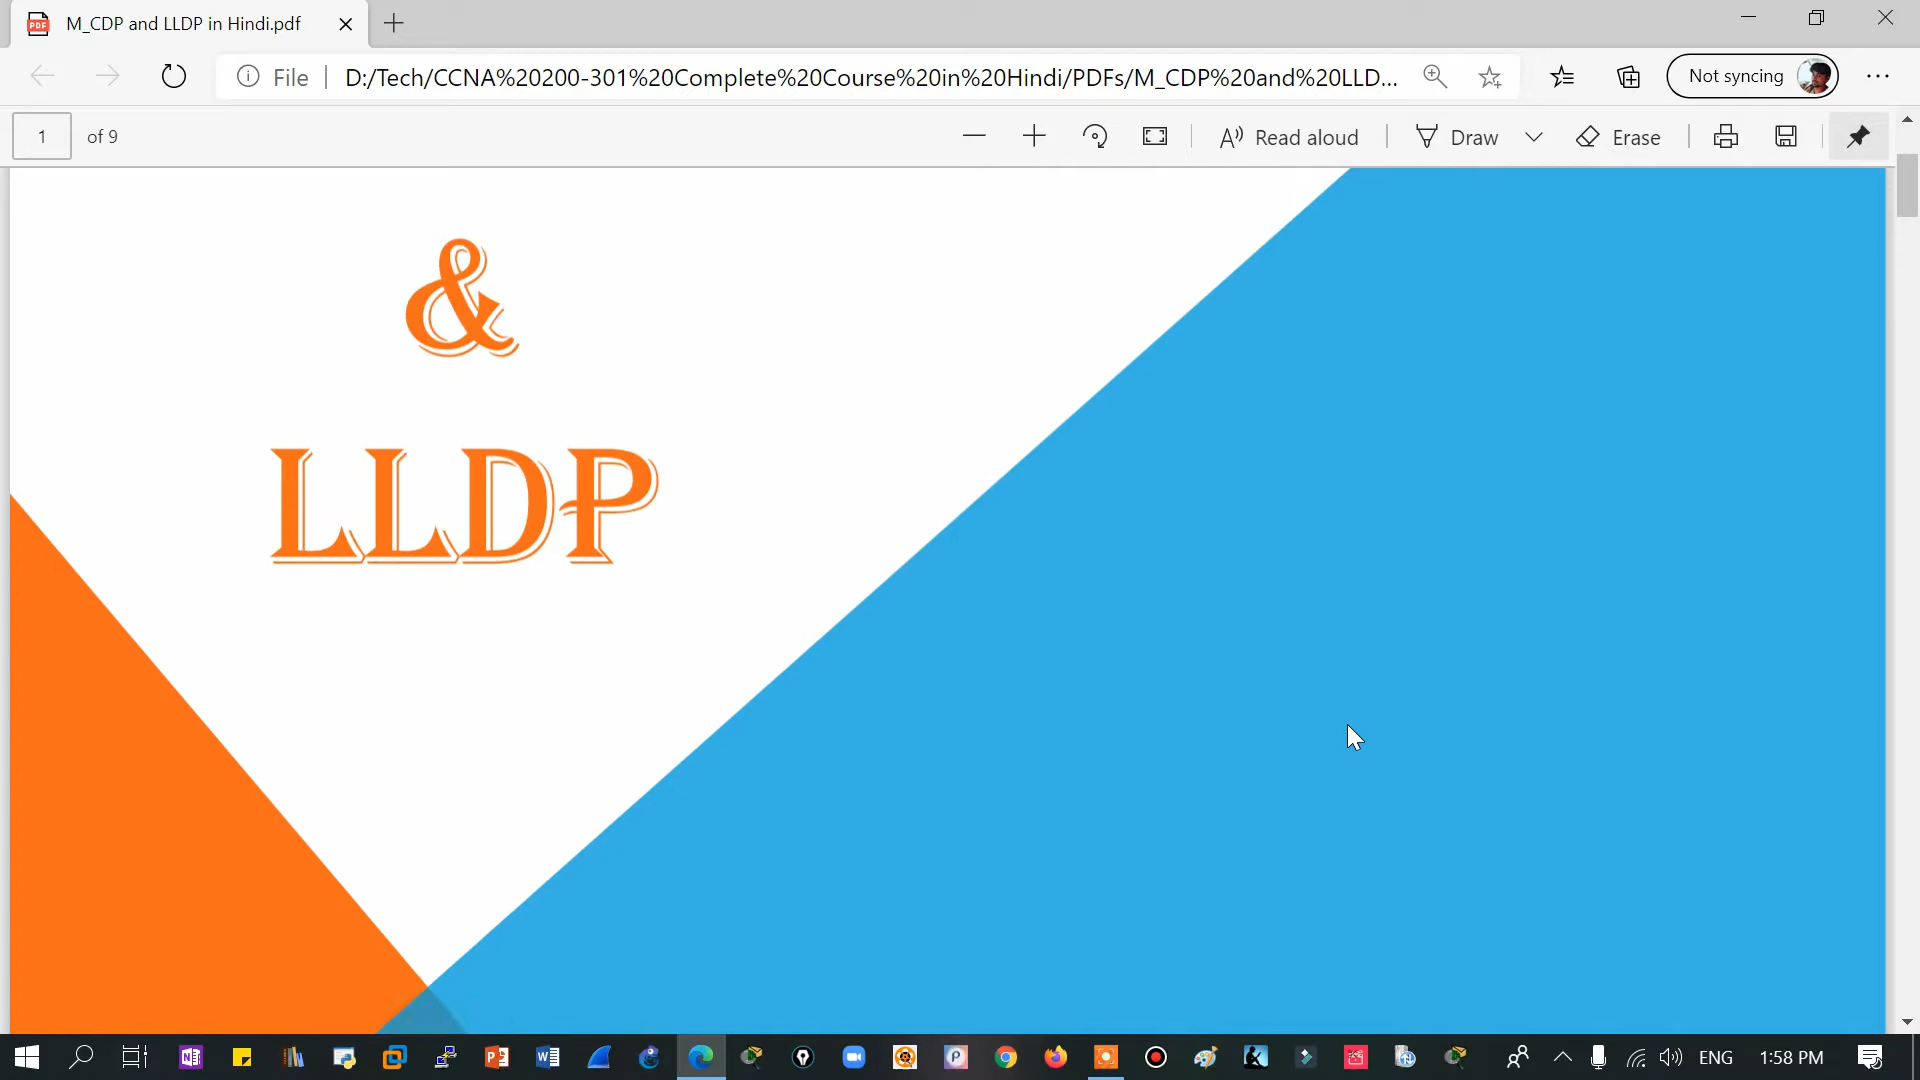 M_CDP and LLDP in Hindi.pdf
File
D:/Tech/CCNA%20200-301%20Complete%20Course%20in%20Hindi/PDFs/M_CDP%20and%20LLD...
Not syncing
1 of 9
Read aloud
Draw
Erase
&
LLDP
ENG
1:58 PM